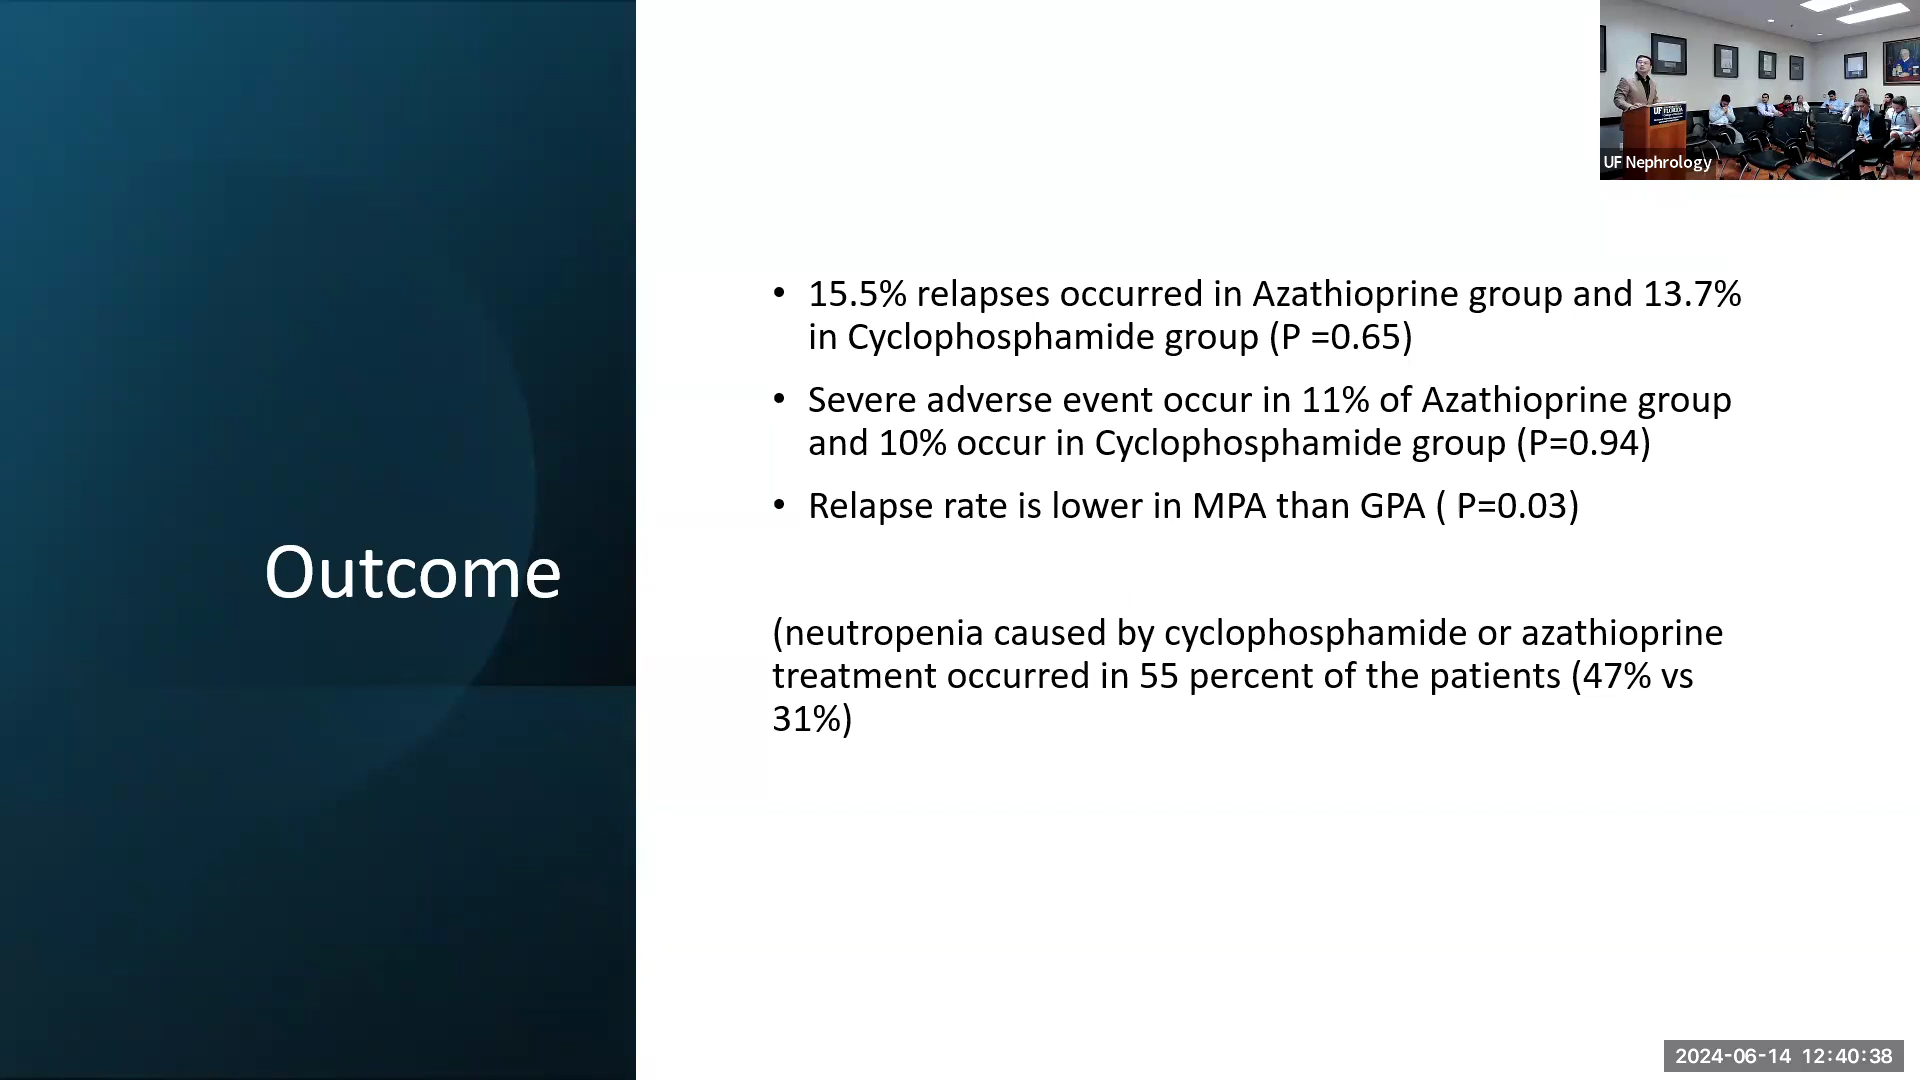 UF Nephrology
UF
FLORIDA
• 15.5% relapses occurred in Azathioprine group and 13.7%
in Cyclophosphamide group (P =0.65)
• Severe adverse event occur in 11% of Azathioprine group
and 10% occur in Cyclophosphamide group (P=0.94)
• Relapse rate is lower in MPA than GPA ( P=0.03)
Outcome
(neutropenia caused by cyclophosphamide or azathioprine
treatment occurred in 55 percent of the patients (47% vs
31%)
2024-06-14 12:40:38